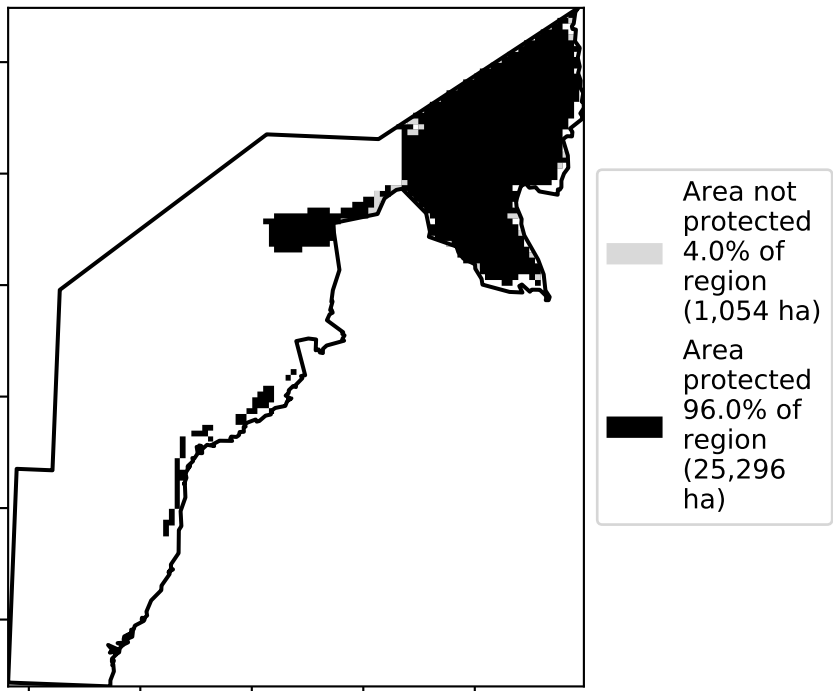 Area not
protected
4.0% of
region
(1,054 ha)
Area
protected
96.0% of
region
(25,296
ha)